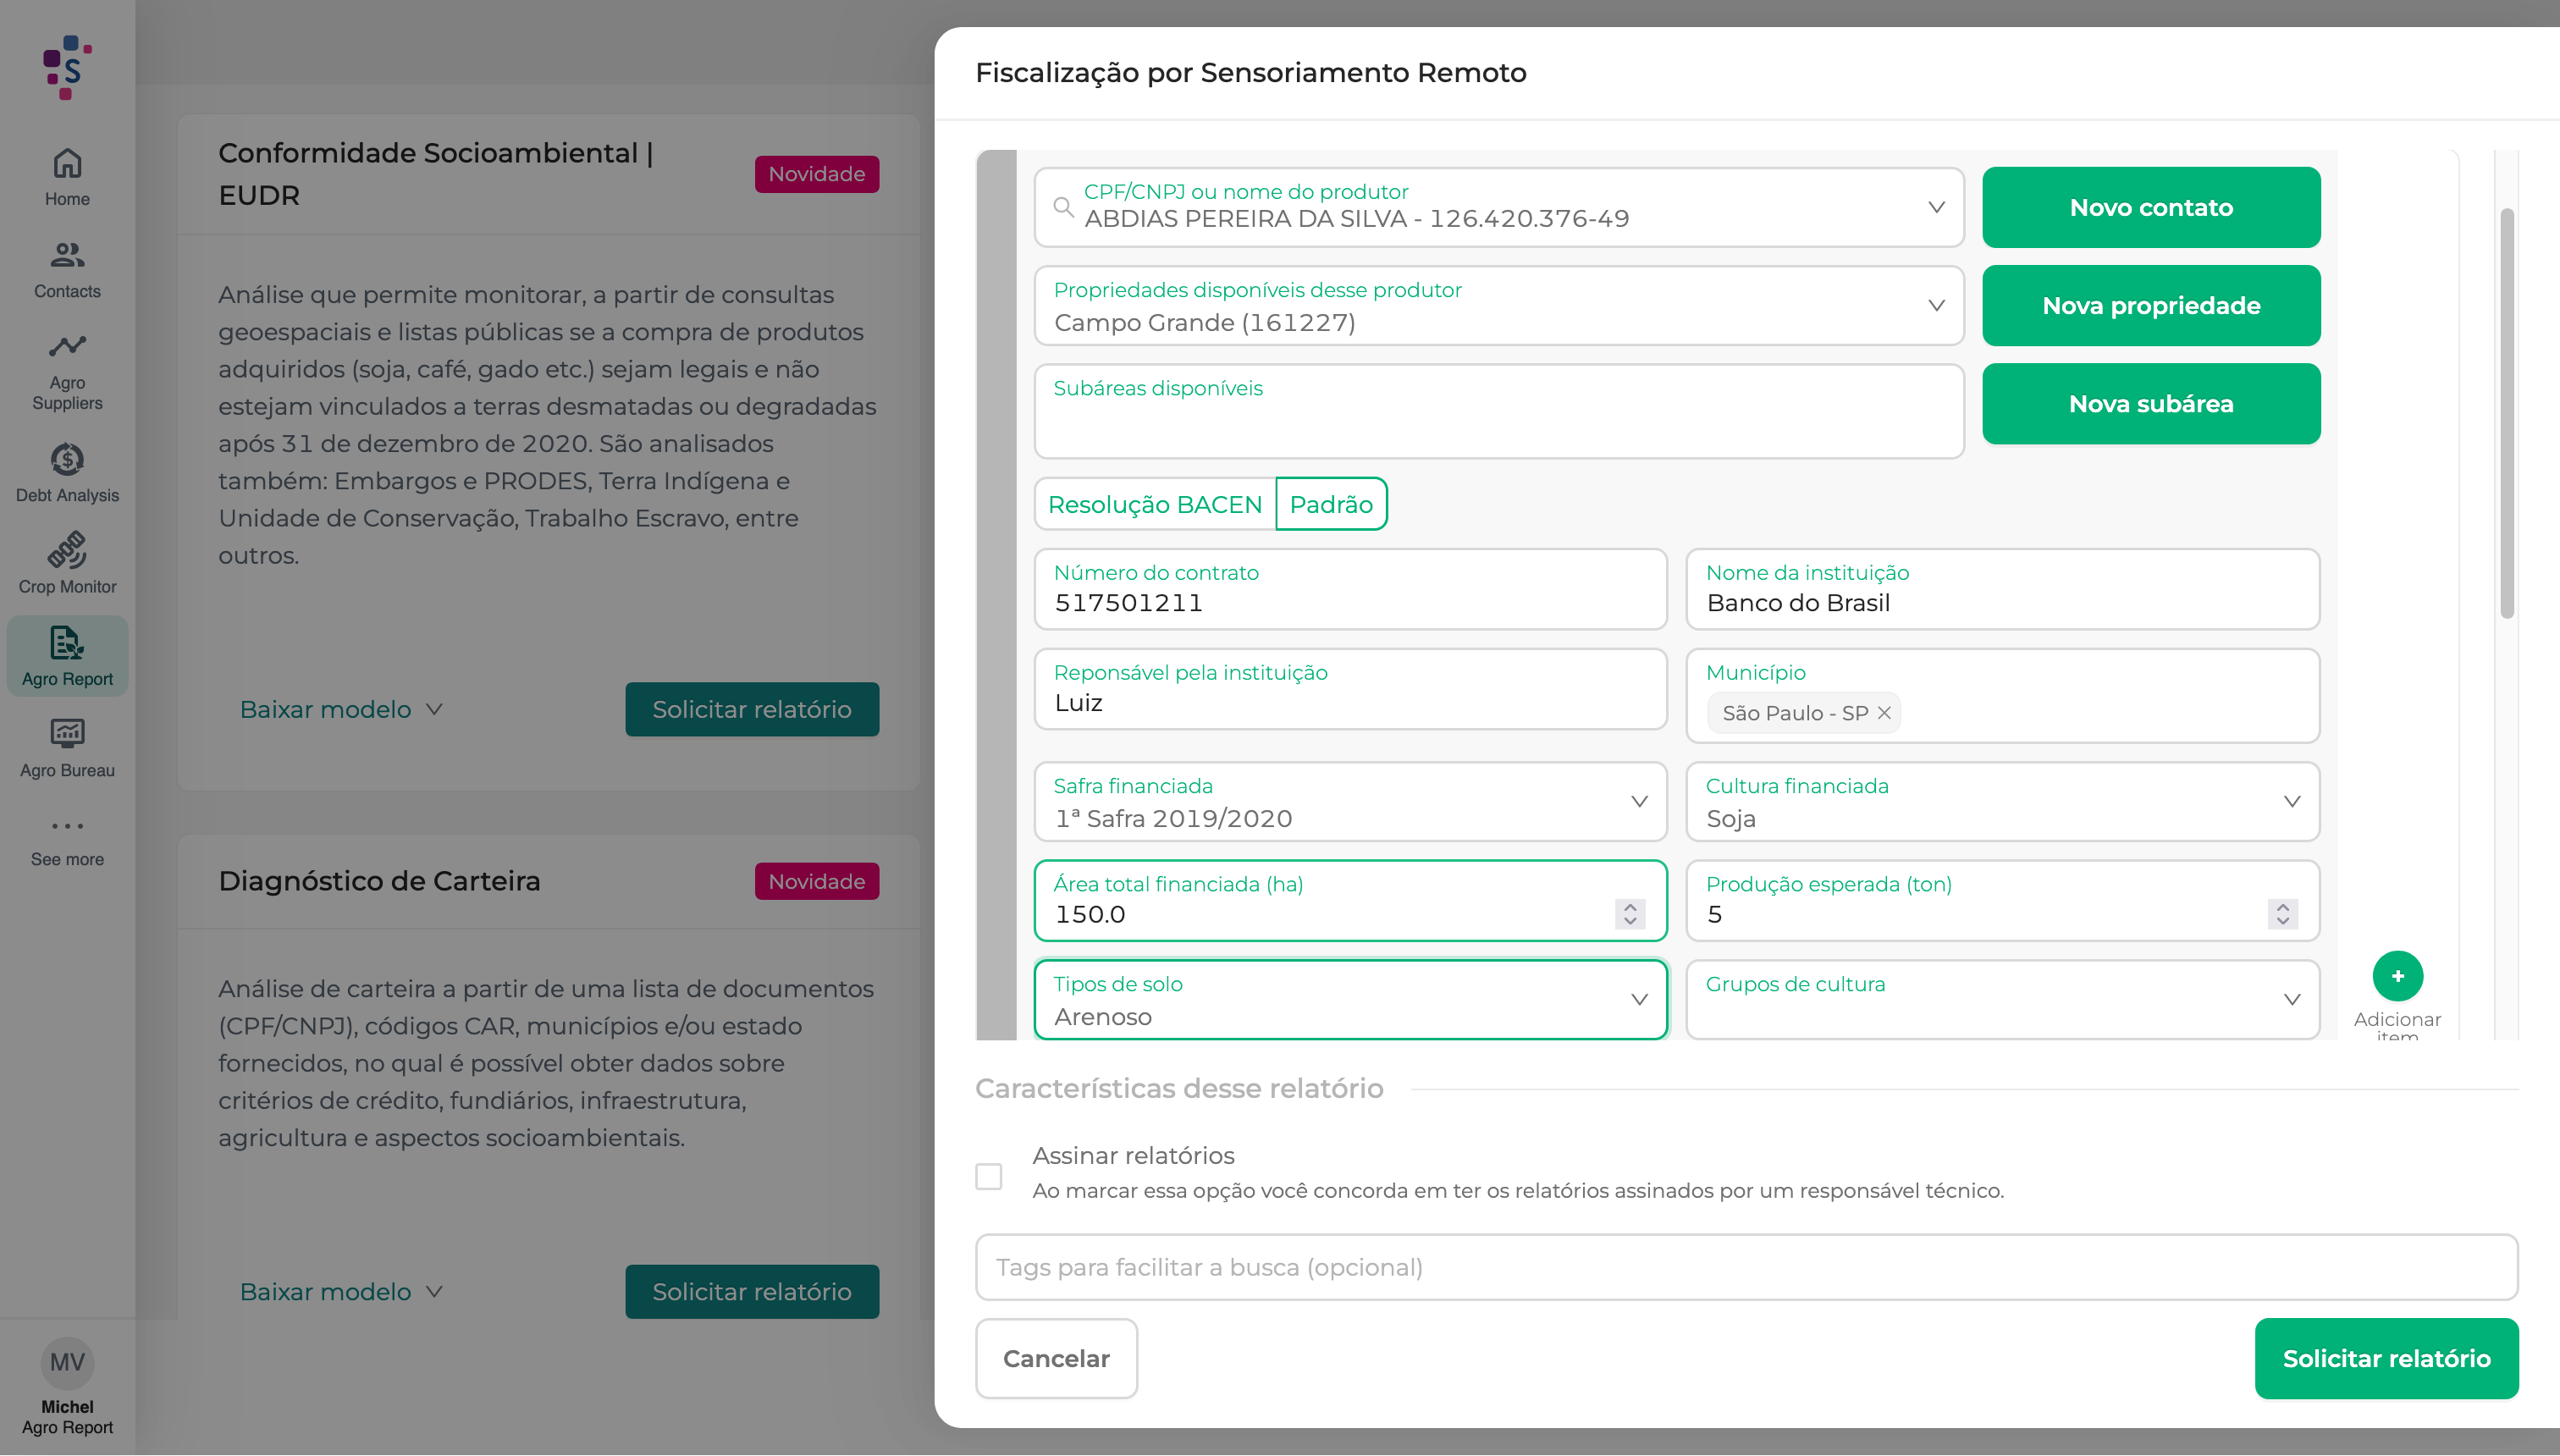 S
Home
Contacts
Agro
Suppliers
Debt Analysis
Crop Monitor
Agro Report
Agro Bureau
See more
MV
Michel
Agro Report
Conformidade Socioambiental |
EUDR
Novidade
Análise que permite monitorar, a partir de consultas
geoespaciais e listas públicas se a compra de produtos
adquiridos (soja, café, gado etc.) sejam legais e não
estejam vinculados a terras desmatadas ou degradadas
após 31 de dezembro de 2020. São analisados
também: Embargos e PRODES, Terra Indígena e
Unidade de Conservação, Trabalho Escravo, entre
outros.
Baixar modelo
Solicitar relatório
Diagnóstico de Carteira
Novidade
Análise de carteira a partir de uma lista de documentos
(CPF/CNPJ), códigos CAR, municípios e/ou estado
fornecidos, no qual é possível obter dados sobre
critérios de crédito, fundiários, infraestrutura,
agricultura e aspectos socioambientais.
Baixar modelo
Solicitar relatório
Fiscalização por Sensoriamento Remoto
CPF/CNPJ ou nome do produtor
ABDIAS PEREIRA DA SILVA - 126.420.376-49
Novo contato
Propriedades disponíveis desse produtor
Campo Grande (161227)
Nova propriedade
Subáreas disponíveis
Nova subárea
Resolução BACEN
Padrão
Número do contrato
517501211
Nome da instituição
Banco do Brasil
Reponsável pela instituição
Luiz
Município
São Paulo - SP
Safra financiada
1ª Safra 2019/2020
Cultura financiada
Soja
Área total financiada (ha)
150.0
Produção esperada (ton)
5
Tipos de solo
Arenoso
Grupos de cultura
Adicionar
item
Características desse relatório
Assinar relatórios
Ao marcar essa opção você concorda em ter os relatórios assinados por um responsável técnico.
Tags para facilitar a busca (opcional)
Cancelar
Solicitar relatório